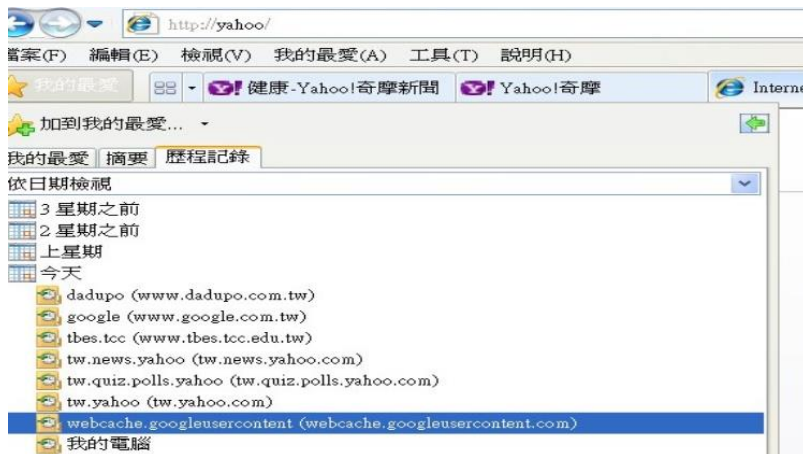 http://yahoo/
檔案(F) 編輯(E) 檢視(V) 我的最愛(A) 工具(T) 說明(H)
我的最愛 健康-Yahoo!奇摩新聞 Yahoo!奇摩 Interne
加到我的最愛...
我的最愛 摘要 歷程記錄
依日期檢視
3 星期之前
2 星期之前
上星期
今天
dadupo (www.dadupo.com.tw)
google (www.google.com.tw)
tbes.tcc (www.tbes.tcc.edu.tw)
tw.news.yahoo (tw.news.yahoo.com)
tw.quiz.polls.yahoo (tw.quiz.polls.yahoo.com)
tw.yahoo (tw.yahoo.com)
webcache.googleusercontent (webcache.googleusercontent.com)
我的電腦